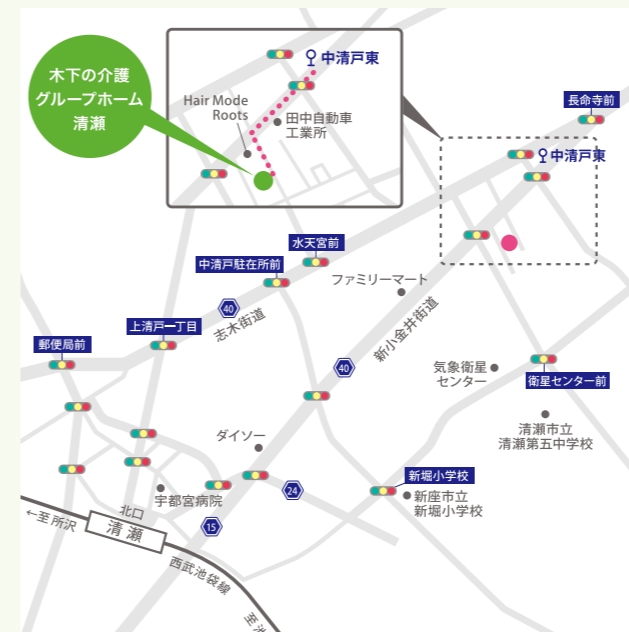 木下の介護
グループホーム
清瀬
中清戸東
Hair Mode
Roots
田中自動車
工業所
長命寺前
中清戸東
水天宮前
中清戸駐在所前
ファミリーマート
40
志木街道
上清戸一丁目
郵便局前
新小金井街道
40
気象衛星
センター
衛星センター前
清瀬市立
清瀬第五中学校
ダイソー
新堀小学校
新座市立
新堀小学校
24
宇都宮病院
15
北口
清瀬
←至所沢
西武池袋線
至